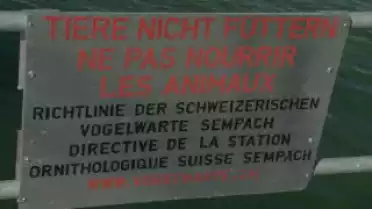 TIERE NICHT FÜTTERN
NE PAS NOURRIR
LES ANIMAUX
RICHTLINIE DER SCHWEIZERISCHEN
VOGELWARTE SEMPACH
DIRECTIVE DE LA STATION
ORNITHOLOGIQUE SUISSE SEMPACH